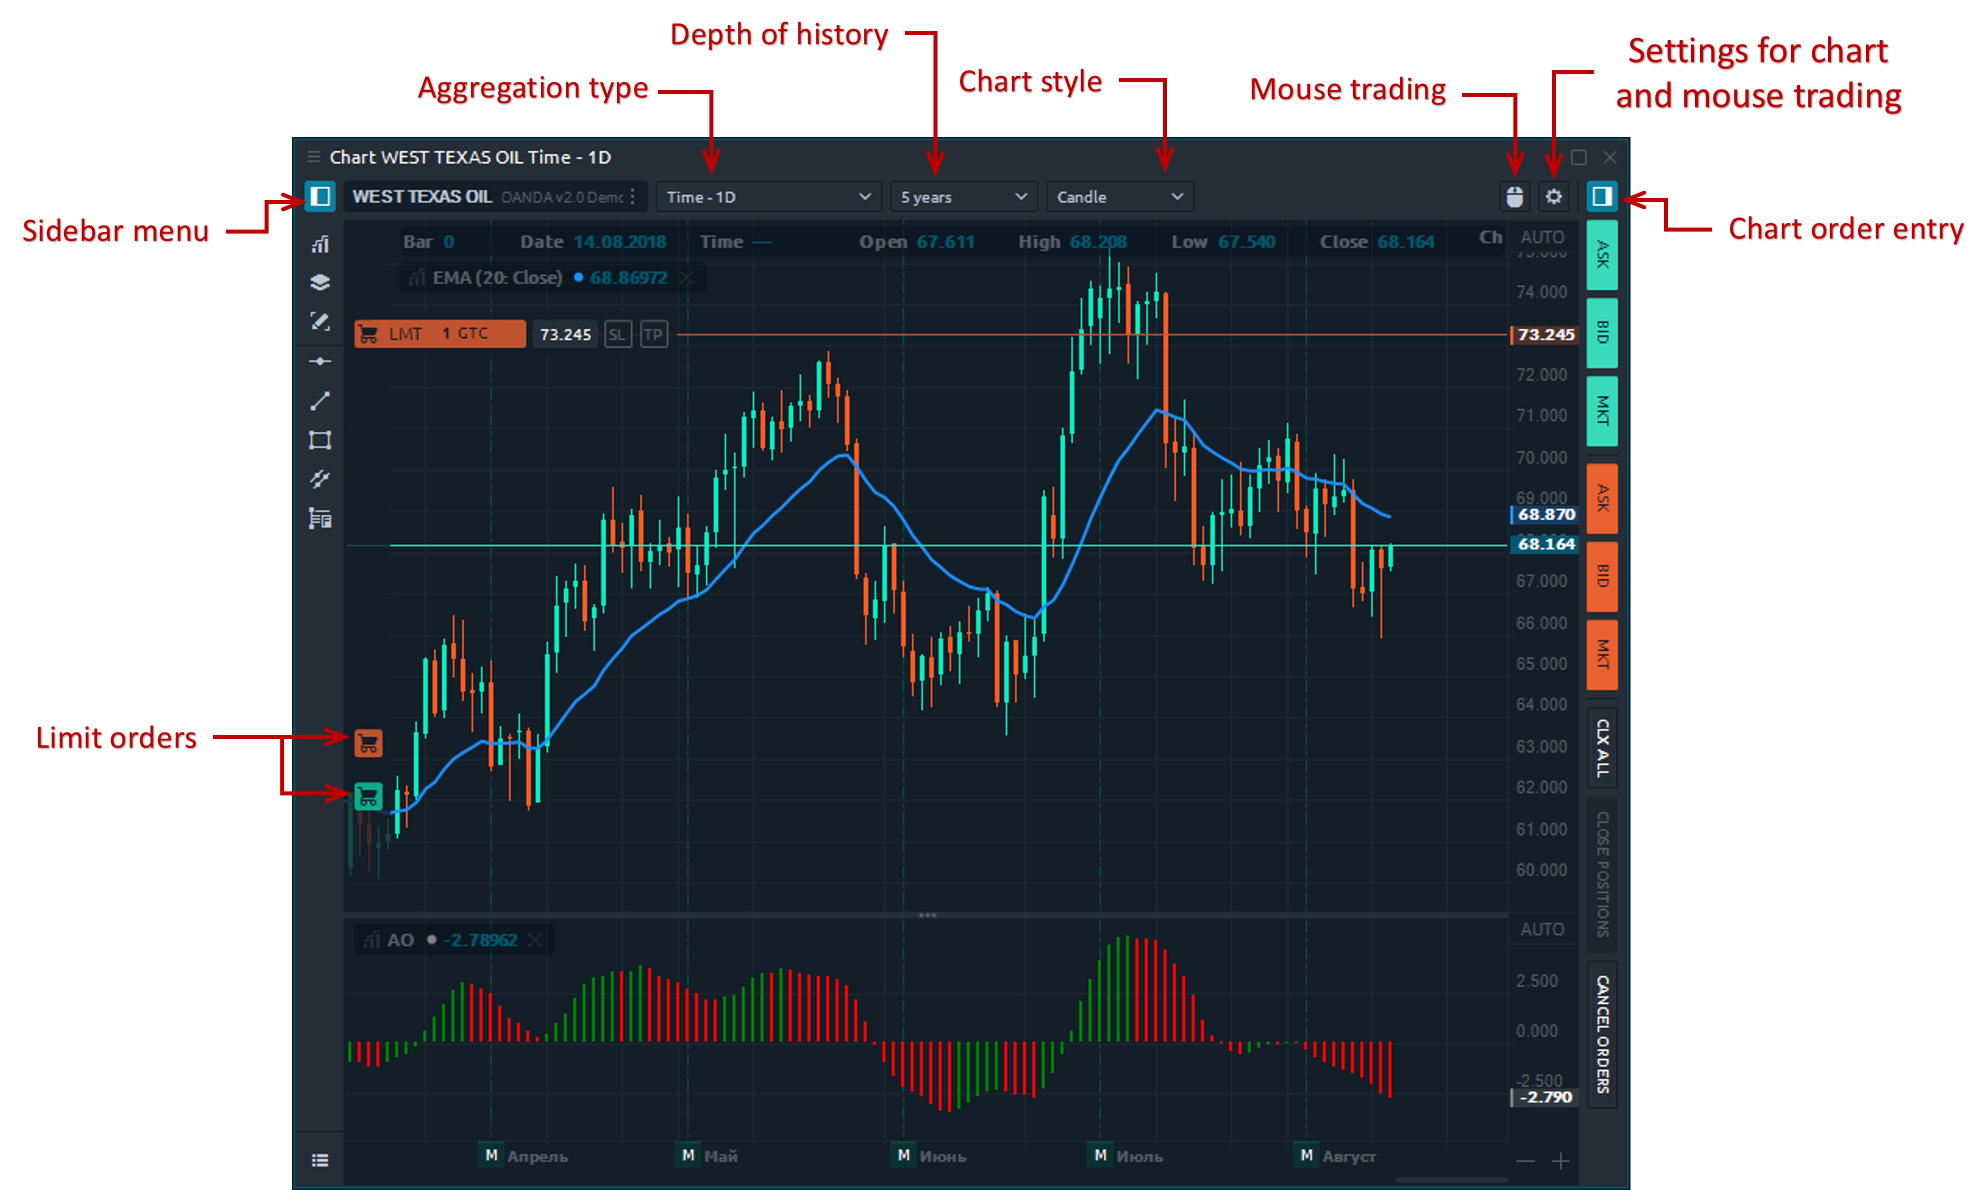 Depth of history
Settings for chart
and mouse trading
Aggregation type
Chart style
Mouse trading
Chart WEST TEXAS OIL Time - 1D
WEST TEXAS OIL
OANDA v2.0 Demo
Time - 1D
5 years
Candle
Sidebar menu
Chart order entry
Bar 0
Date 14.08.2018
Time —
Open 67.611
High 68.208
Low 67.540
Close 68.164
Ch
AUTO
EMA (20: Close) 68.86972
LMT 1 GTC
73.245
SL
TP
73.000
74.000
73.245
72.000
71.000
70.000
69.000
68.870
68.164
67.000
66.000
65.000
64.000
63.000
62.000
61.000
60.000
ASK
BID
MKT
ASK
BID
MKT
CLX ALL
CLOSE POSITIONS
CANCEL ORDERS
Limit orders
AO -2.78962
AUTO
2.500
0.000
-2.500
-2.790
M Апрель
M Май
M Июнь
M Июль
M Август